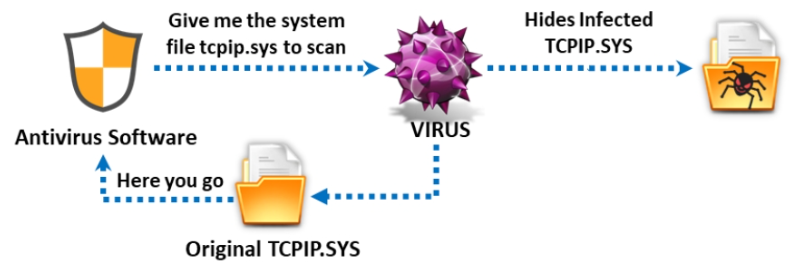 Give me the system
file tcpip.sys to scan
Hides Infected
TCPIP.SYS
Antivirus Software
VIRUS
Here you go
Original TCPIP.SYS